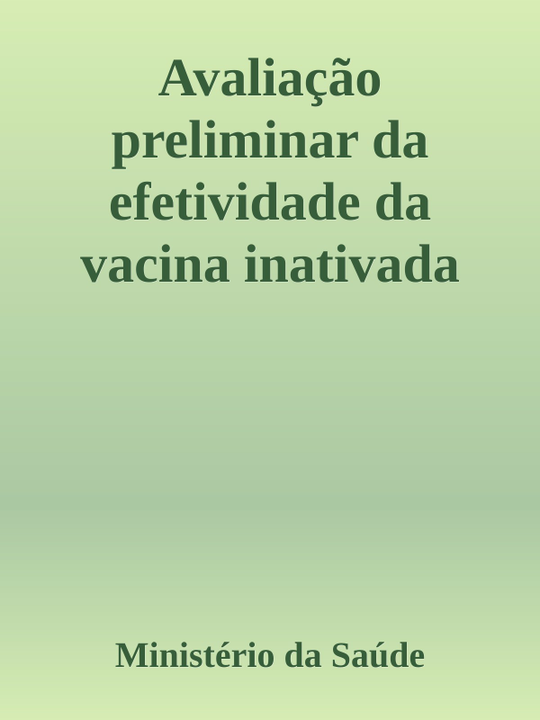 Avaliação
preliminar da
efetividade da
vacina inativada
Ministério da Saúde